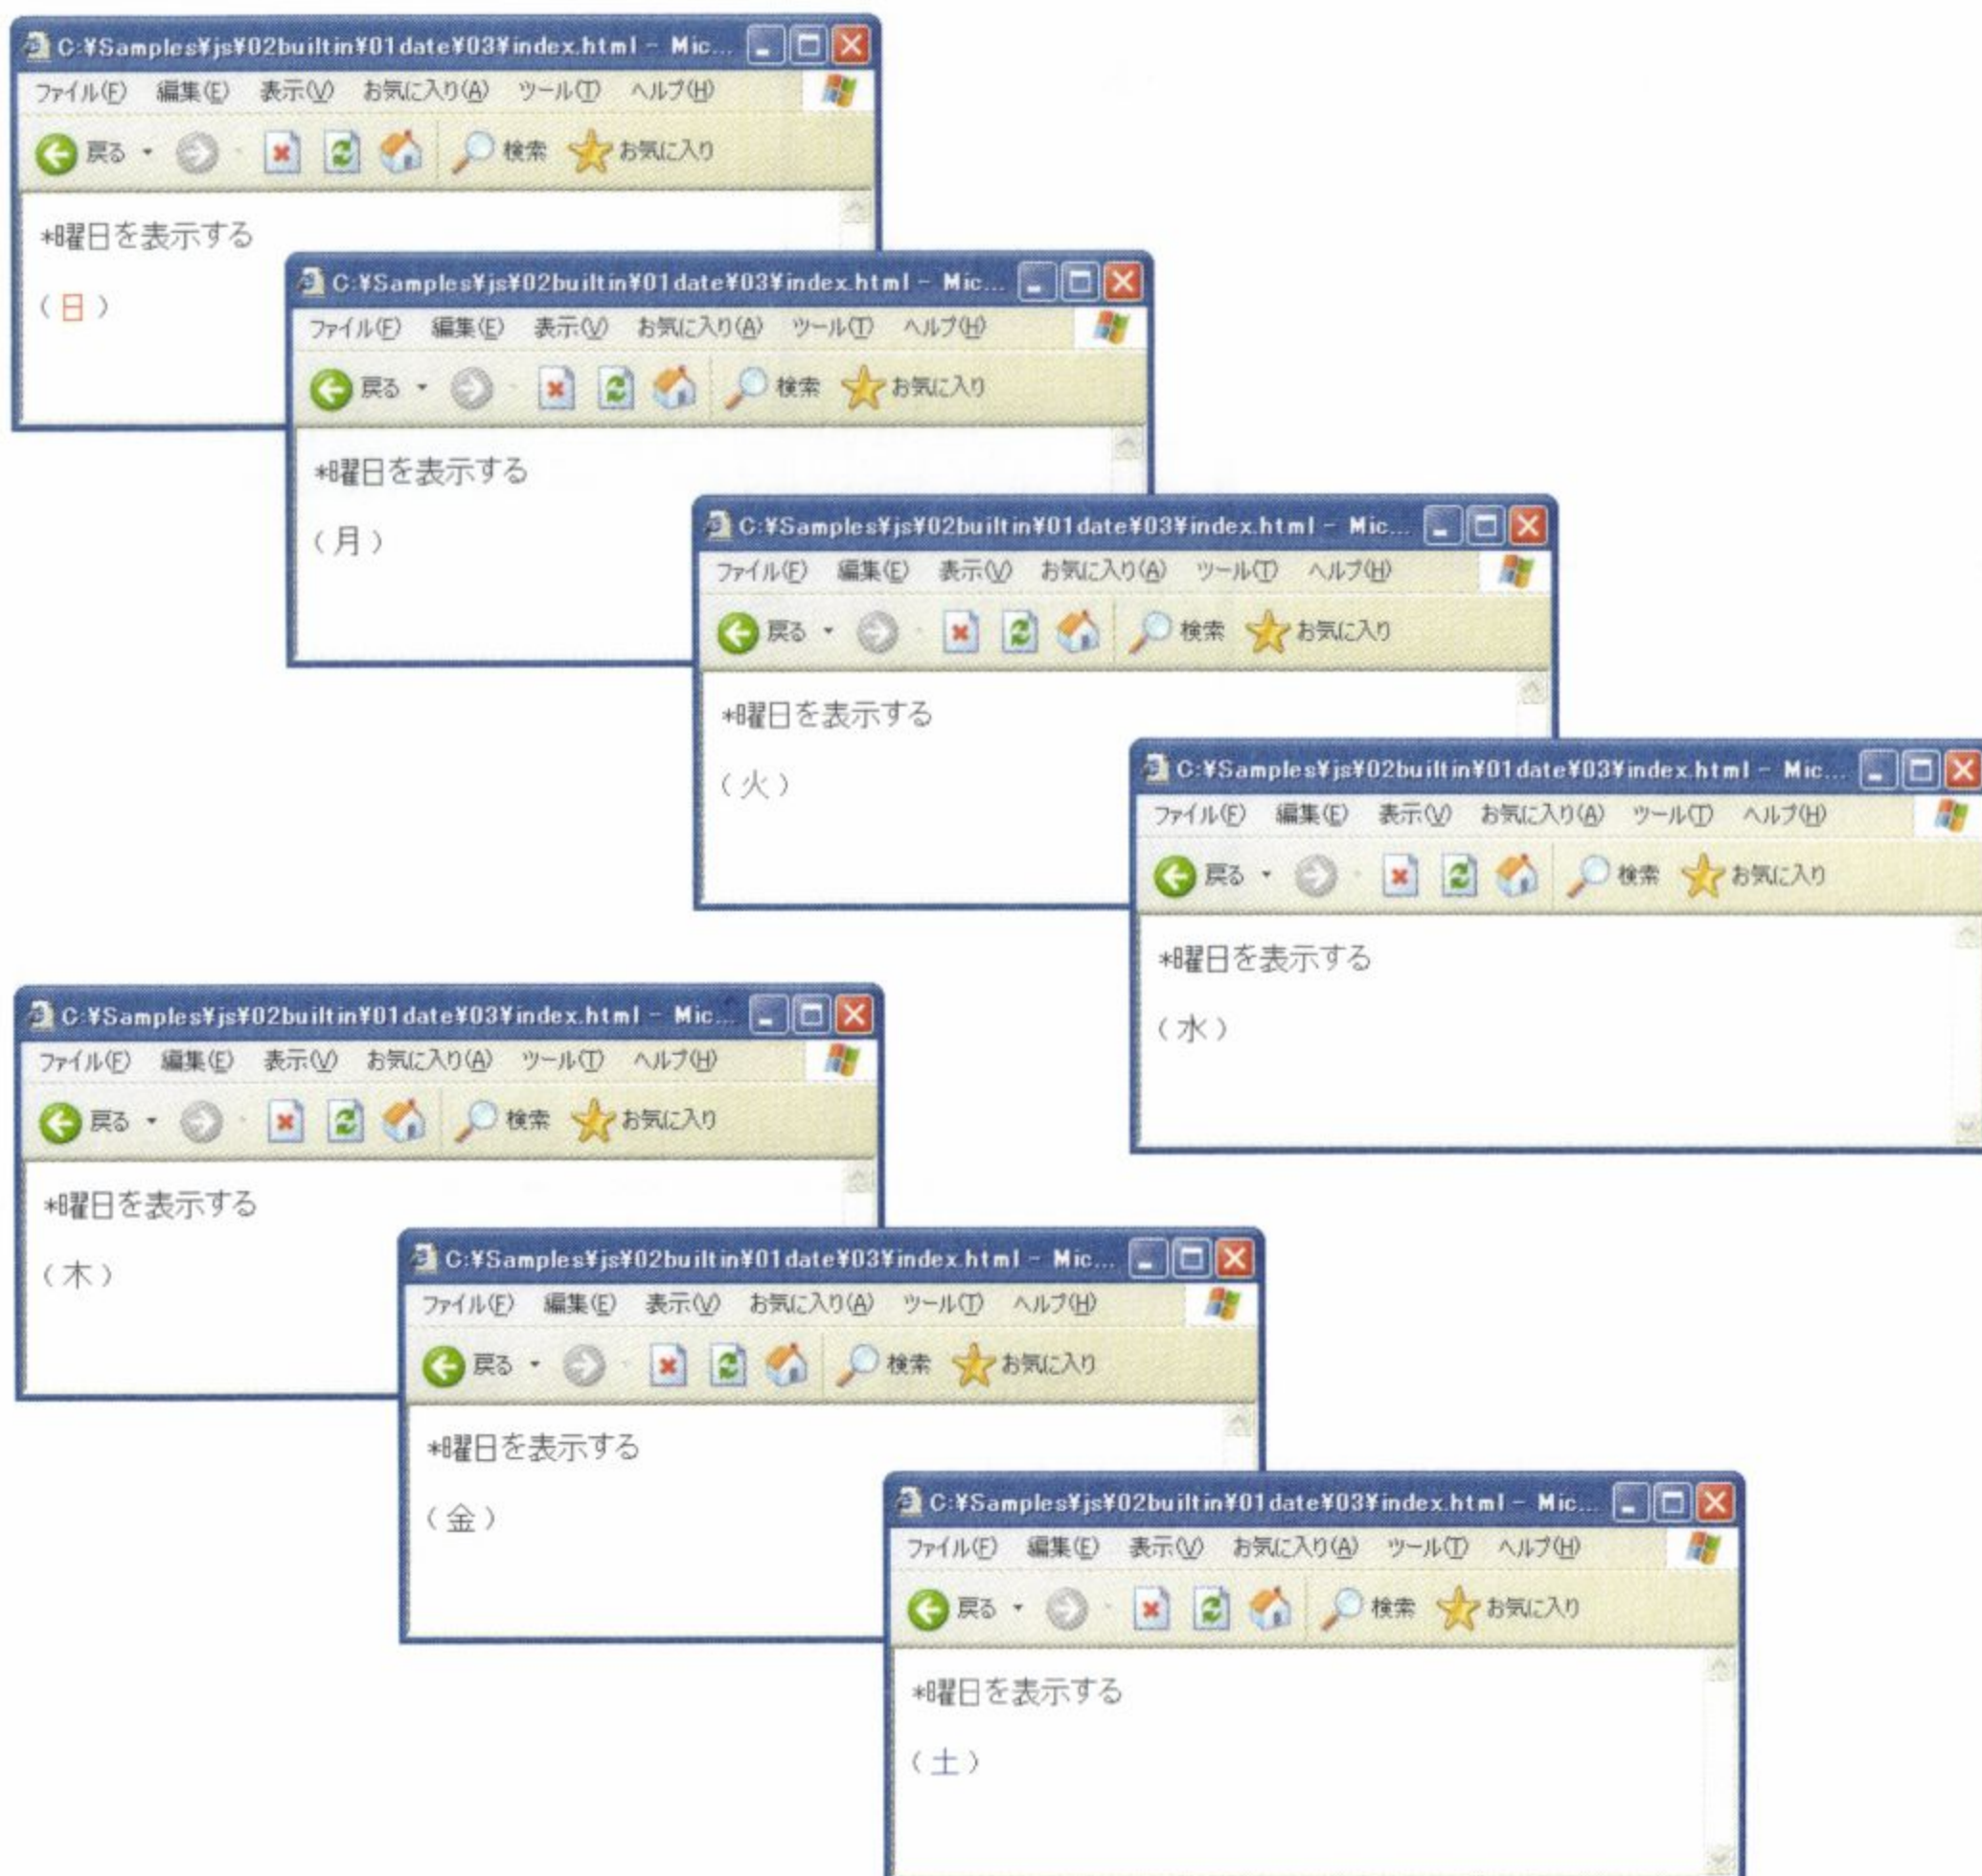 C:¥Samples¥js¥02builtin¥01date¥03¥index.html - Mic...
ファイル(F) 編集(E) 表示(V) お気に入り(A) ツール(T) ヘルプ(H)
戻る 検索 お気に入り
*曜日を表示する
(日)
C:¥Samples¥js¥02builtin¥01date¥03¥index.html - Mic...
ファイル(F) 編集(E) 表示(V) お気に入り(A) ツール(T) ヘルプ(H)
戻る 検索 お気に入り
*曜日を表示する
(月)
C:¥Samples¥js¥02builtin¥01date¥03¥index.html - Mic...
ファイル(F) 編集(E) 表示(V) お気に入り(A) ツール(T) ヘルプ(H)
戻る 検索 お気に入り
*曜日を表示する
(火)
C:¥Samples¥js¥02builtin¥01date¥03¥index.html - Mic...
ファイル(F) 編集(E) 表示(V) お気に入り(A) ツール(T) ヘルプ(H)
戻る 検索 お気に入り
*曜日を表示する
(水)
C:¥Samples¥js¥02builtin¥01date¥03¥index.html - Mic...
ファイル(F) 編集(E) 表示(V) お気に入り(A) ツール(T) ヘルプ(H)
戻る 検索 お気に入り
*曜日を表示する
(木)
C:¥Samples¥js¥02builtin¥01date¥03¥index.html - Mic...
ファイル(F) 編集(E) 表示(V) お気に入り(A) ツール(T) ヘルプ(H)
戻る 検索 お気に入り
*曜日を表示する
(金)
C:¥Samples¥js¥02builtin¥01date¥03¥index.html - Mic...
ファイル(F) 編集(E) 表示(V) お気に入り(A) ツール(T) ヘルプ(H)
戻る 検索 お気に入り
*曜日を表示する
(土)